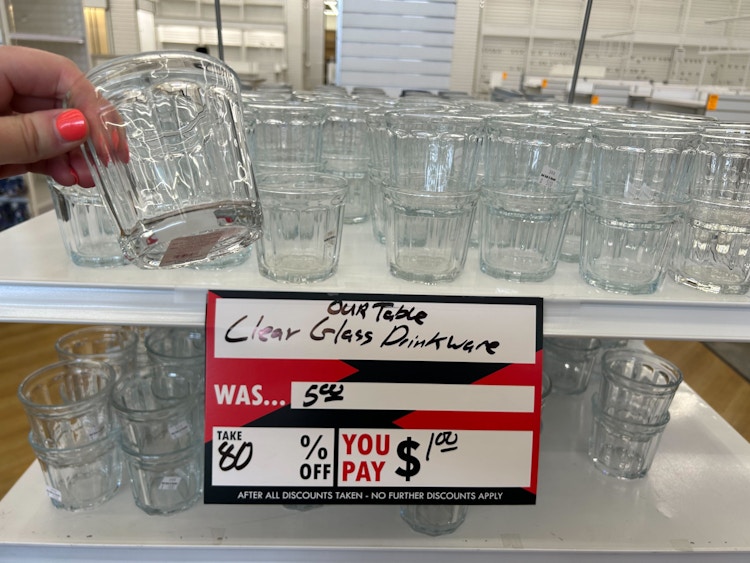 OUR Table
Clear Glass Drinkware
WAS... 5.00
TAKE
80 % OFF
YOU PAY $1.00
AFTER ALL DISCOUNTS TAKEN - NO FURTHER DISCOUNTS APPLY